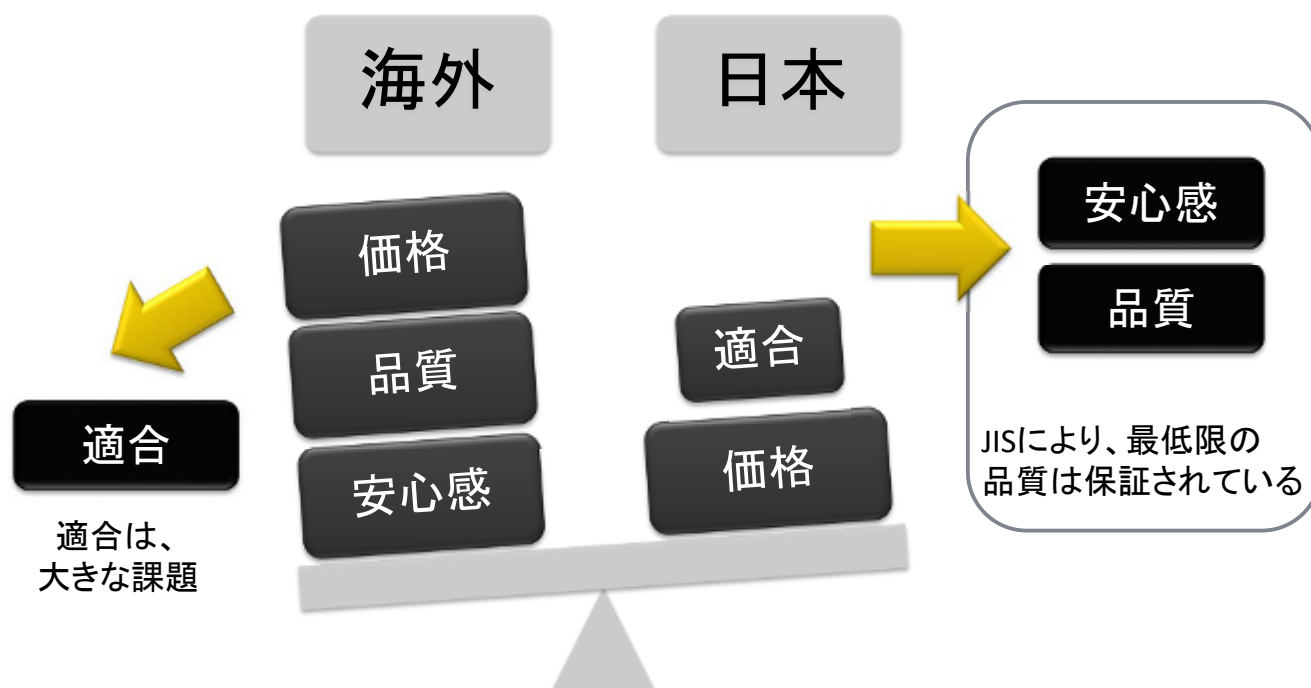 海外
日本
価格
品質
安心感
適合
価格
適合
適合は、
大きな課題
安心感
品質
JISにより、最低限の
品質は保証されている